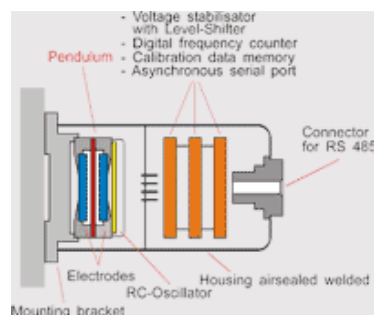 - Voltage stabilisator
with Level-Shifter
- Digital frequency counter
- Calibration data memory
- Asynchronous serial port
Pendulum
Connector
for RS 485
Electrodes
RC-Oscillator
Housing airsealed welded
Mounting bracket